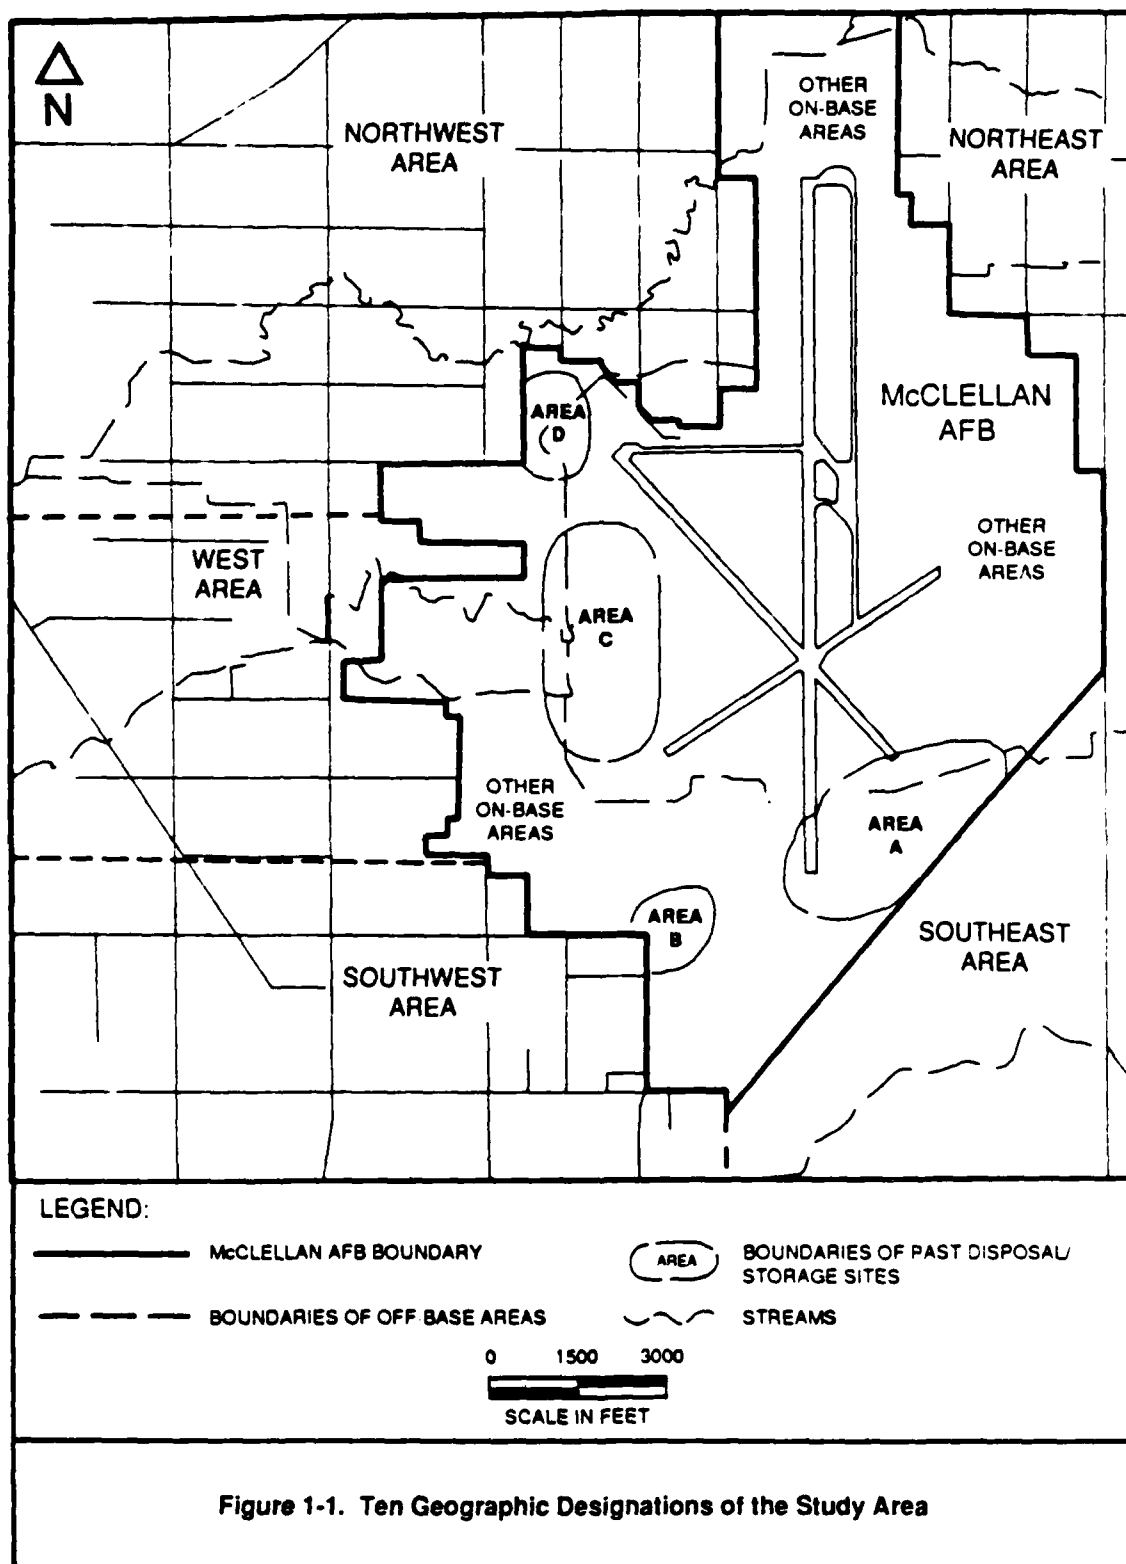 N
NORTHWEST
AREA
OTHER
ON-BASE
AREAS
NORTHEAST
AREA
McCLELLAN
AFB
AREA
D
WEST
AREA
OTHER
ON-BASE
AREAS
AREA
C
OTHER
ON-BASE
AREAS
AREA
A
AREA
B
SOUTHEAST
AREA
SOUTHWEST
AREA
LEGEND:
McCLELLAN AFB BOUNDARY
AREA
BOUNDARIES OF PAST DISPOSAL/
STORAGE SITES
BOUNDARIES OF OFF BASE AREAS
STREAMS
0 1500 3000
SCALE IN FEET
Figure 1-1. Ten Geographic Designations of the Study Area